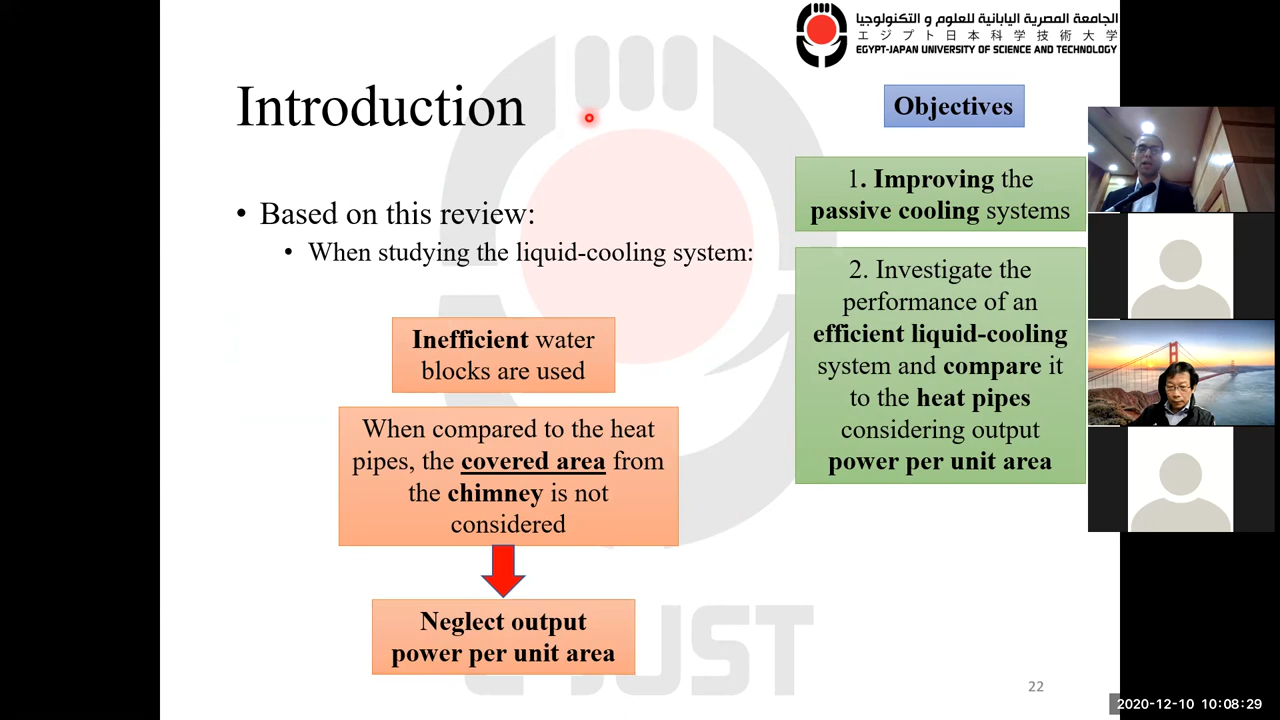 الجامعة المصرية اليابانية للعلوم و التكنولوجيا
エジプト日本科学技術大学
EGYPT-JAPAN UNIVERSITY OF SCIENCE AND TECHNOLOGY
Introduction
• Based on this review:
• When studying the liquid-cooling system:
Inefficient water
blocks are used
When compared to the heat
pipes, the covered area from
the chimney is not
considered
Neglect output
power per unit area
Objectives
1. Improving the
passive cooling systems
2. Investigate the
performance of an
efficient liquid-cooling
system and compare it
to the heat pipes
considering output
power per unit area
JUST
22
2020-12-10 10:08:29